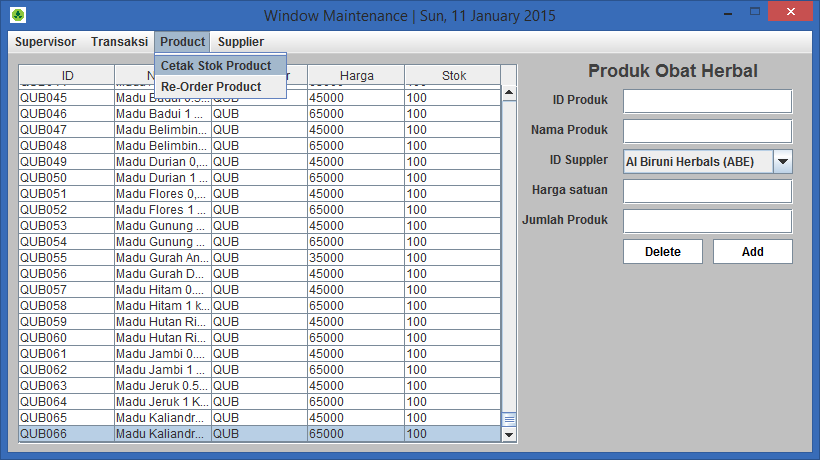 Window Maintenance | Sun, 11 January 2015
Supervisor Transaksi Product Supplier
Cetak Stok Product
Re-Order Product
ID N r Harga Stok
QUB045 Madu Badui 0.5... QUB 45000 100
QUB046 Madu Badui 1 ... QUB 65000 100
QUB047 Madu Belimbin... QUB 45000 100
QUB048 Madu Belimbin... QUB 65000 100
QUB049 Madu Durian 0,... QUB 45000 100
QUB050 Madu Durian 1 ... QUB 65000 100
QUB051 Madu Flores 0,... QUB 45000 100
QUB052 Madu Flores 1 ... QUB 65000 100
QUB053 Madu Gunung ... QUB 45000 100
QUB054 Madu Gunung ... QUB 65000 100
QUB055 Madu Gurah An... QUB 35000 100
QUB056 Madu Gurah D... QUB 45000 100
QUB057 Madu Hitam 0.... QUB 45000 100
QUB058 Madu Hitam 1 k... QUB 65000 100
QUB059 Madu Hutan Ri... QUB 45000 100
QUB060 Madu Hutan Ri... QUB 65000 100
QUB061 Madu Jambi 0.... QUB 45000 100
QUB062 Madu Jambi 1 ... QUB 65000 100
QUB063 Madu Jeruk 0.5... QUB 45000 100
QUB064 Madu Jeruk 1 K... QUB 65000 100
QUB065 Madu Kaliandr... QUB 45000 100
QUB066 Madu Kaliandr... QUB 65000 100
Produk Obat Herbal
ID Produk
Nama Produk
ID Suppler Al Biruni Herbals (ABE)
Harga satuan
Jumlah Produk
Delete Add